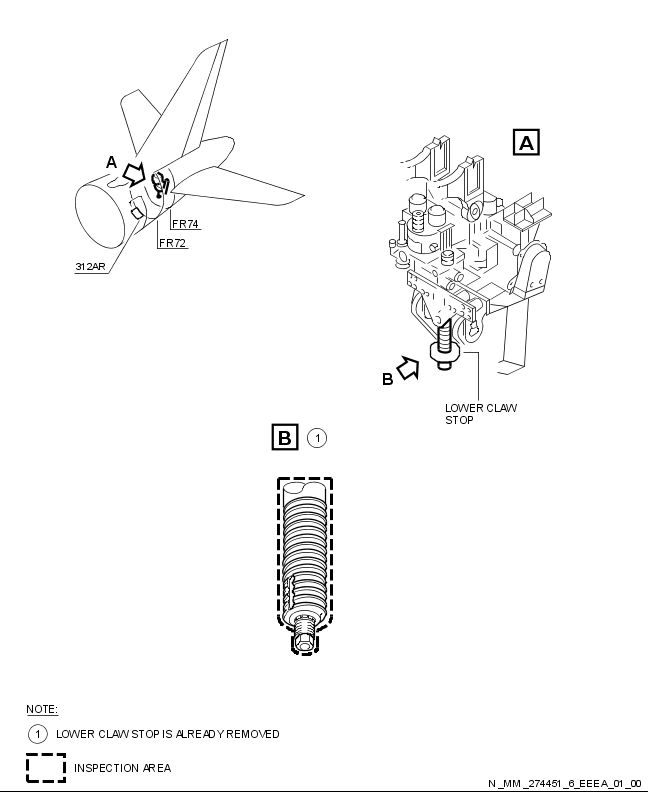 A
A
FR74
FR72
312AR
B
LOWER CLAW
STOP
B 1
NOTE:
1 LOWER CLAW STOP IS ALREADY REMOVED
INSPECTION AREA
N_MM_274451_6_EEEA_01_00